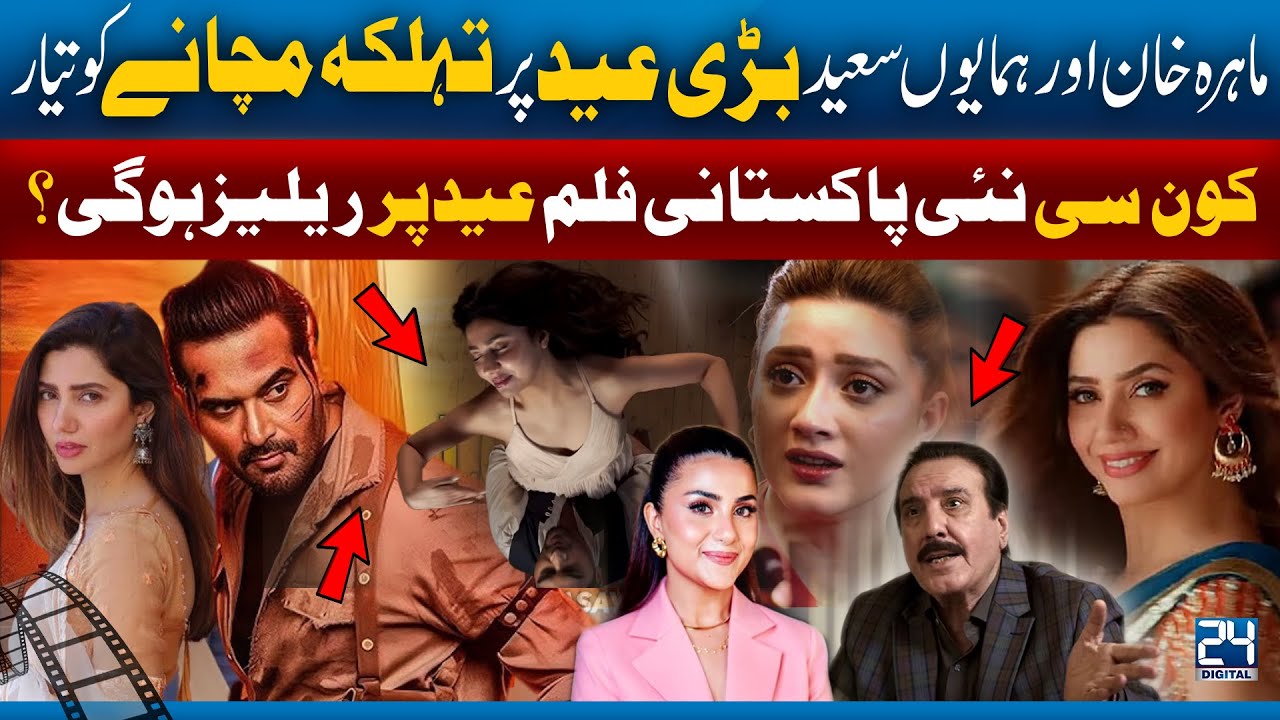 ماہرہ خان اور ہمایوں سعید بڑی عید پر تہلکہ مچانے کو تیار
کون سی نئی پاکستانی فلم عید پر ریلیز ہوگی؟
24
DIGITAL